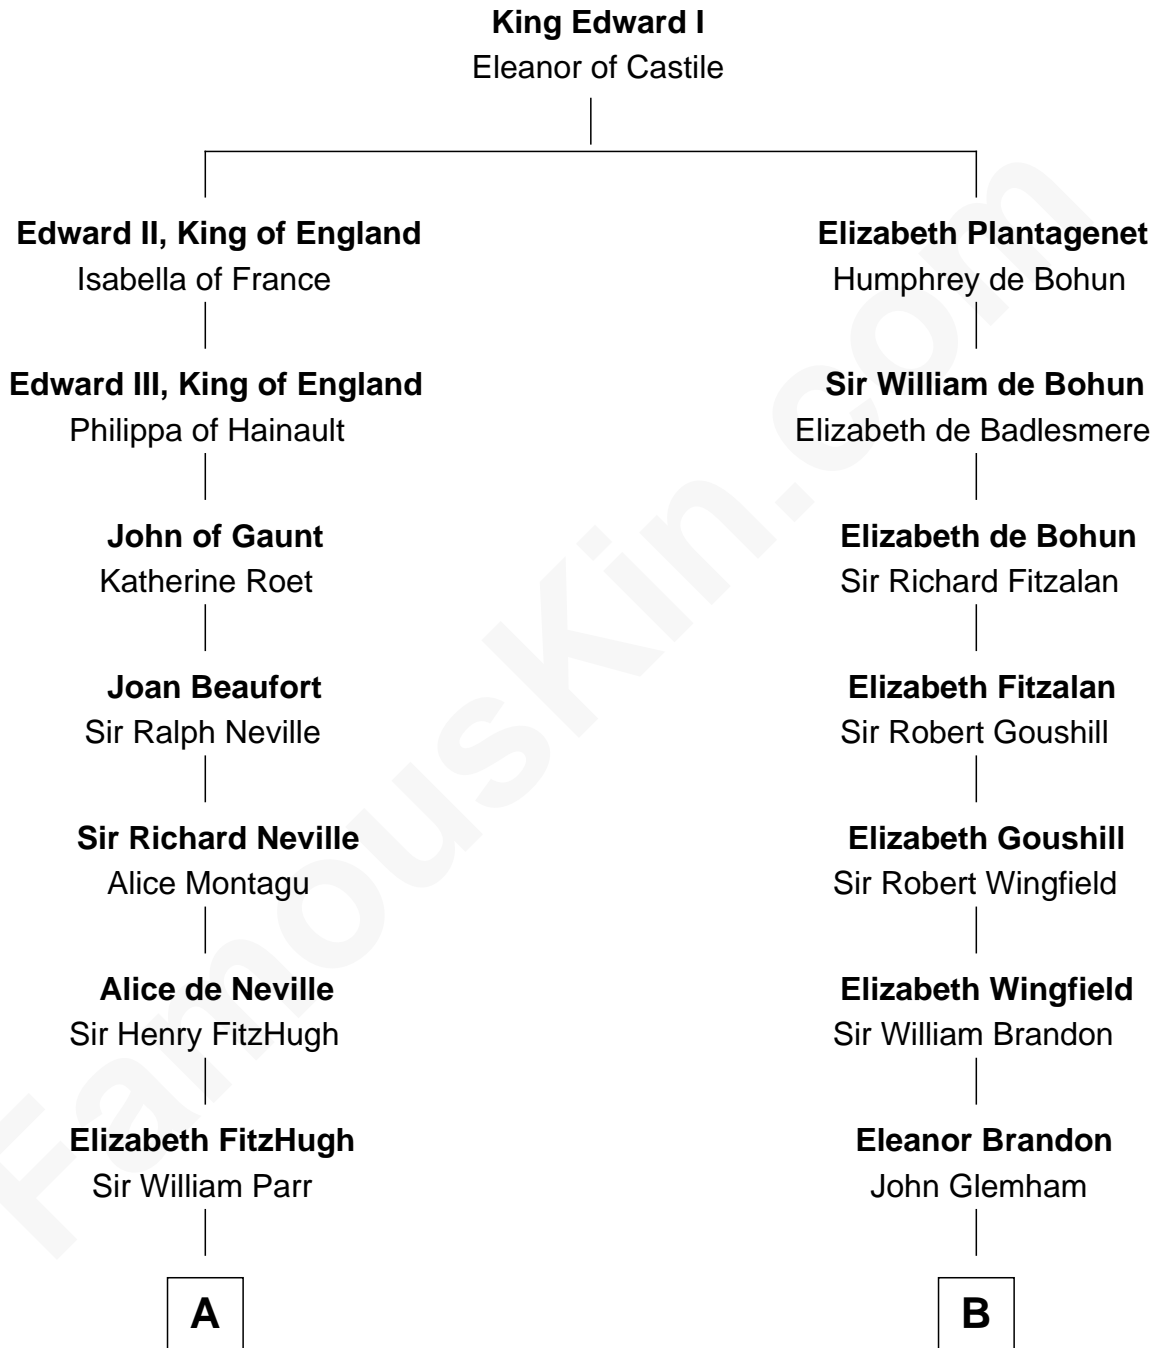 King Edward I
Eleanor of Castile
Edward II, King of England
Isabella of France
Elizabeth Plantagenet
Humphrey de Bohun
Edward III, King of England
Philippa of Hainault
Sir William de Bohun
Elizabeth de Badlesmere
John of Gaunt
Katherine Roet
Elizabeth de Bohun
Sir Richard Fitzalan
Joan Beaufort
Sir Ralph Neville
Elizabeth Fitzalan
Sir Robert Goushill
Sir Richard Neville
Alice Montagu
Elizabeth Goushill
Sir Robert Wingfield
Alice de Neville
Sir Henry FitzHugh
Elizabeth Wingfield
Sir William Brandon
Elizabeth FitzHugh
Sir William Parr
Eleanor Brandon
John Glemham
A
B
FamousKin.com